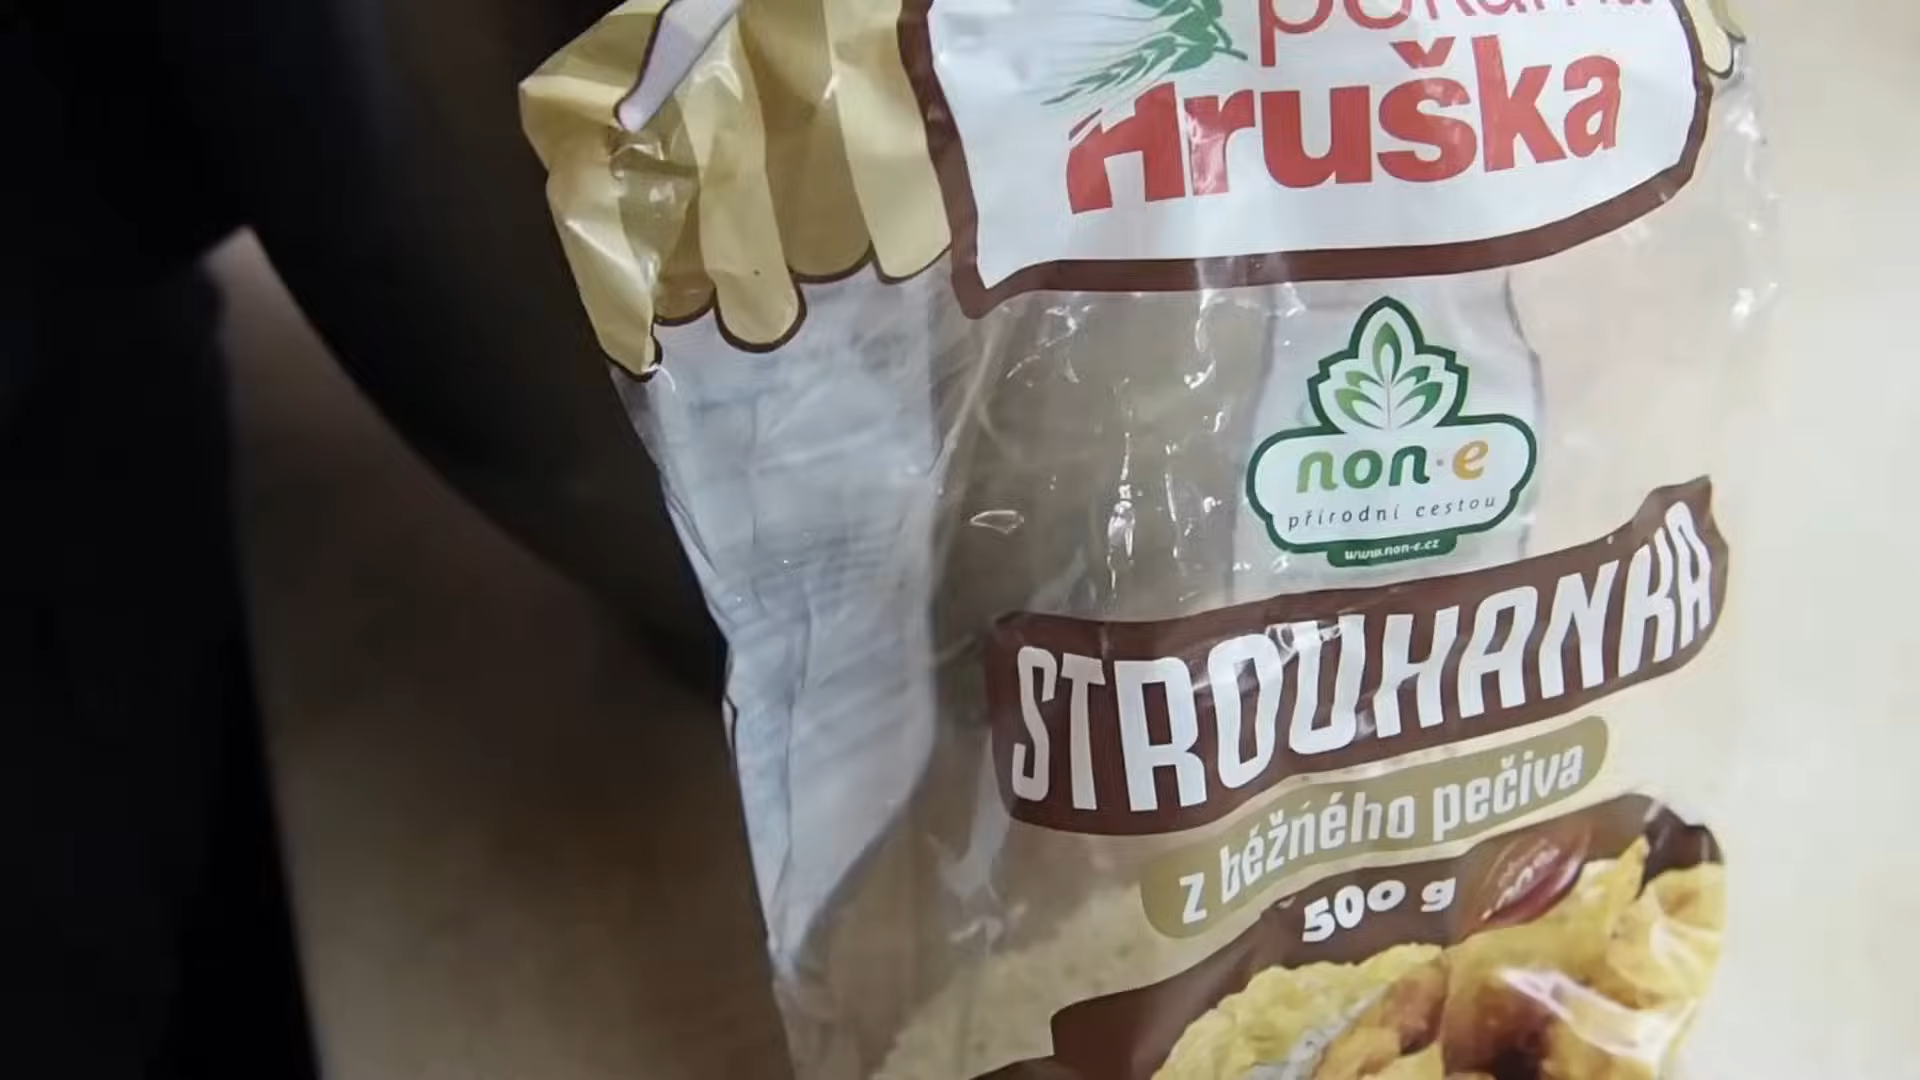 Hruška
non-e
přírodní cestou
www.non-e.cz
STROUHANKA
z běžného pečiva
500 g